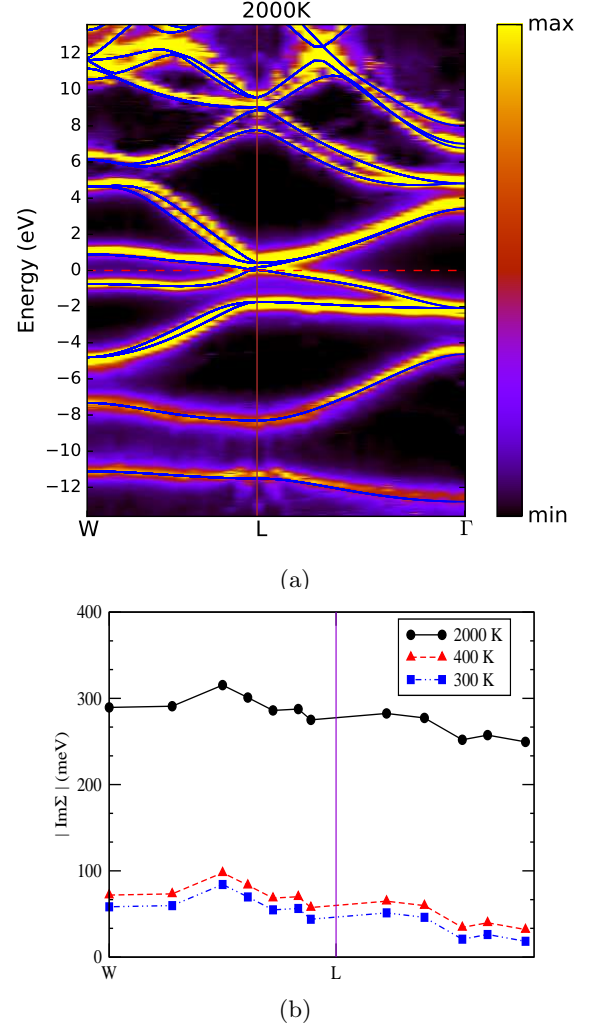 2000K
max
12
10
8
6
4
2
0
−2
−4
−6
−8
−10
−12
Energy (eV)
min
W
L
Γ
(a)
400
300
200
100
0
| ImΣ | (meV)
2000 K
400 K
300 K
W
L
(b)